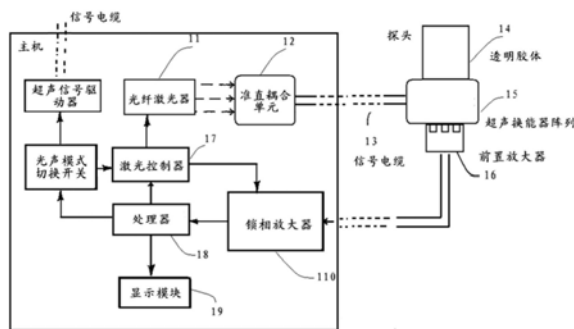 信号电缆
主机
11
12
探头
14
透明胶体
超声信号驱
动器
光纤激光器
准直耦合
单元
15
超声换能器阵列
13
信号电缆
前置放大器
16
17
光声模式
切换开关
激光控制器
处理器
18
锁相放大器
110
显示模块
19